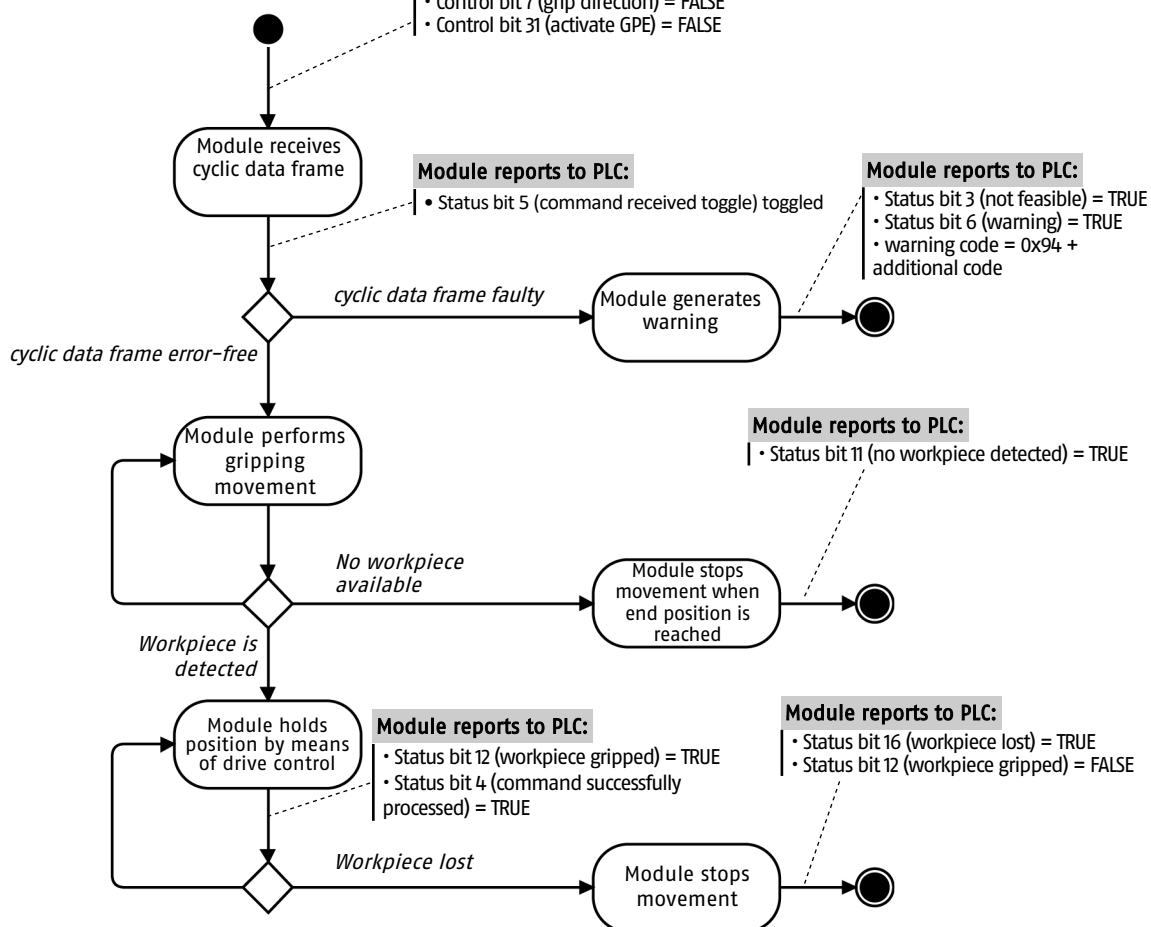 • Control bit 7 (grip direction) = FALSE
• Control bit 31 (activate GPE) = FALSE
Module receives
cyclic data frame
Module reports to PLC:
• Status bit 5 (command received toggle) toggled
Module reports to PLC:
• Status bit 3 (not feasible) = TRUE
• Status bit 6 (warning) = TRUE
• warning code = 0x94 +
additional code
cyclic data frame faulty
Module generates
warning
cyclic data frame error-free
Module performs
gripping
movement
Module reports to PLC:
• Status bit 11 (no workpiece detected) = TRUE
No workpiece
available
Module stops
movement when
end position is
reached
Workpiece is
detected
Module holds
position by means
of drive control
Module reports to PLC:
• Status bit 12 (workpiece gripped) = TRUE
• Status bit 4 (command successfully
processed) = TRUE
Module reports to PLC:
• Status bit 16 (workpiece lost) = TRUE
• Status bit 12 (workpiece gripped) = FALSE
Workpiece lost
Module stops
movement